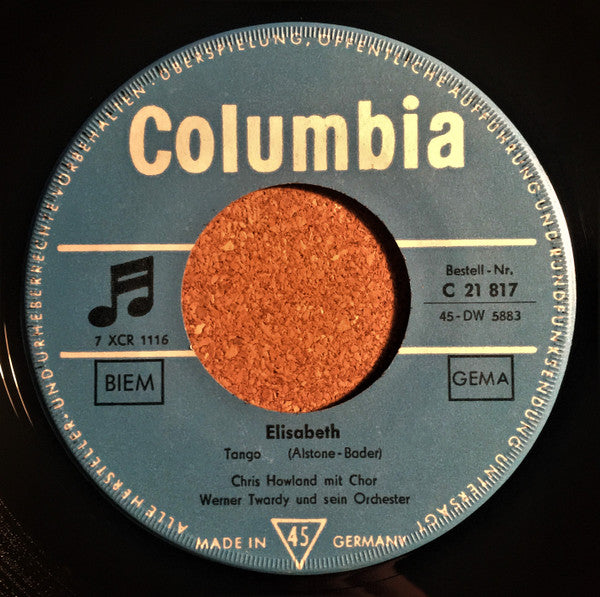 ALLE HERSTELLER- UND URHEBERRECHTE VORBEHALTEN · ÜBERSPIELUNG, ÖFFENTLICHE AUFFÜHRUNG UND RUNDFUNKSENDUNG UNTERSAGT
Columbia
Bestell-Nr.
C 21 817
45-DW 5883
7 XCR 1116
BIEM
GEMA
Elisabeth
Tango (Alstone-Bader)
Chris Howland mit Chor
Werner Twardy und sein Orchester
MADE IN 45 GERMANY